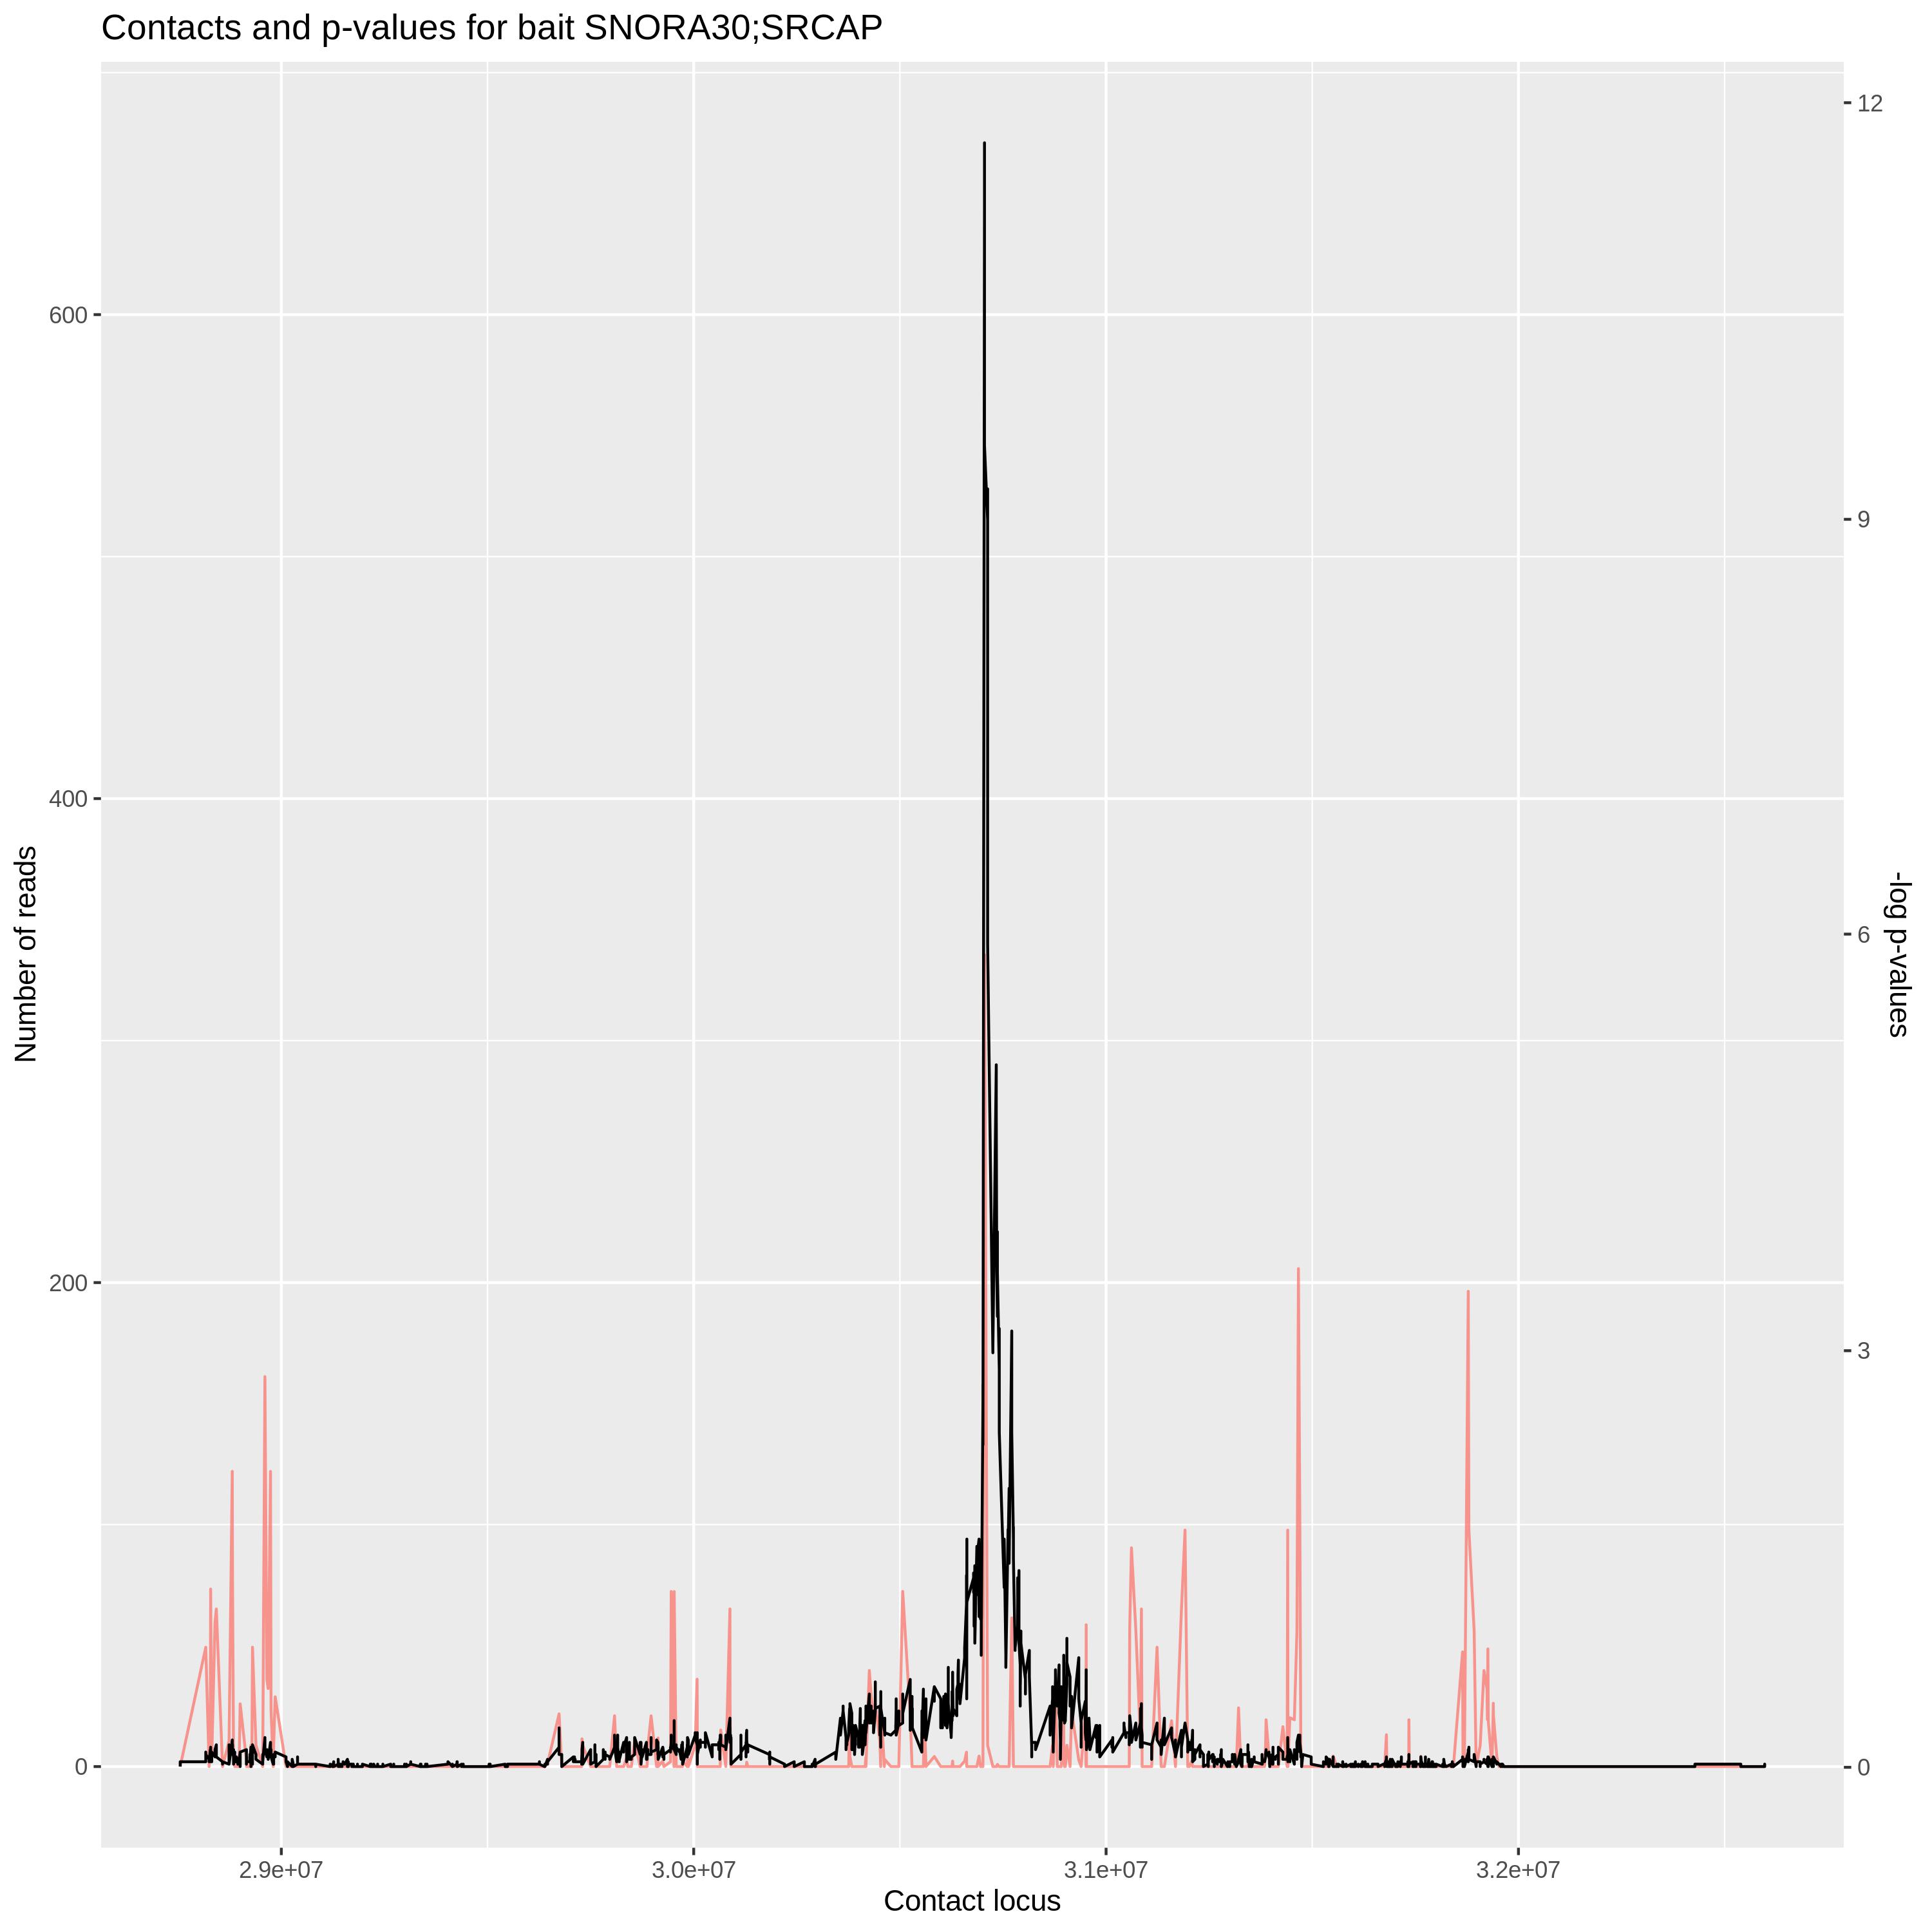 Contacts and p-values for bait SNORA30;SRCAP
12
600
9
400
Number of reads
-log p-values
6
200
3
0
0
2.9e+07
3.0e+07
3.1e+07
3.2e+07
Contact locus